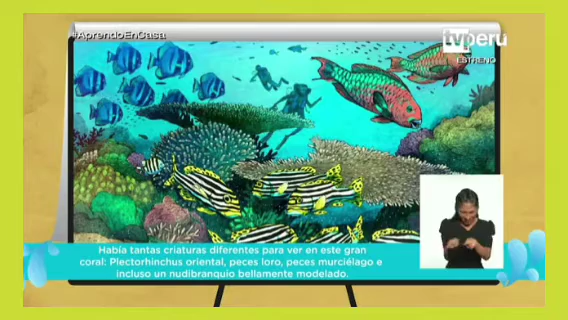 #AprendoEnCasa
tvperú
ESTRENO
Había tantas criaturas diferentes para ver en este gran
coral: Plectorhinchus oriental, peces loro, peces murciélago e
incluso un nudibranquio bellamente modelado.